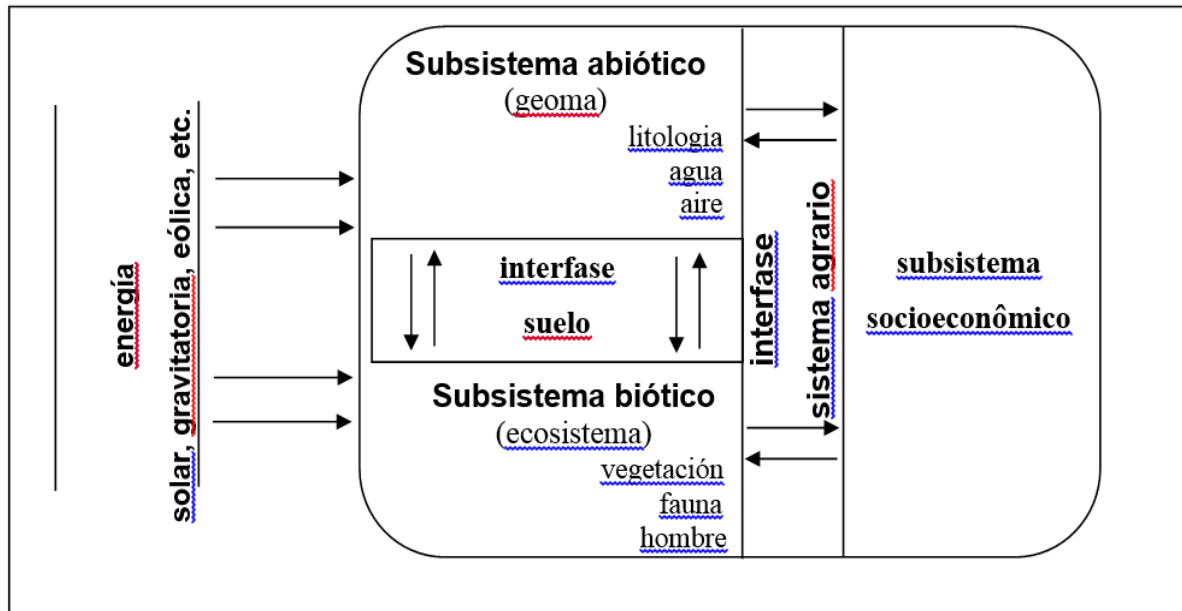 energía
solar, gravitatoria, eólica, etc.
Subsistema abiótico
(geoma)
litologia
agua
aire
interfase
suelo
Subsistema biótico
(ecosistema)
vegetación
fauna
hombre
interfase
sistema agrario
subsistema
socioeconômico